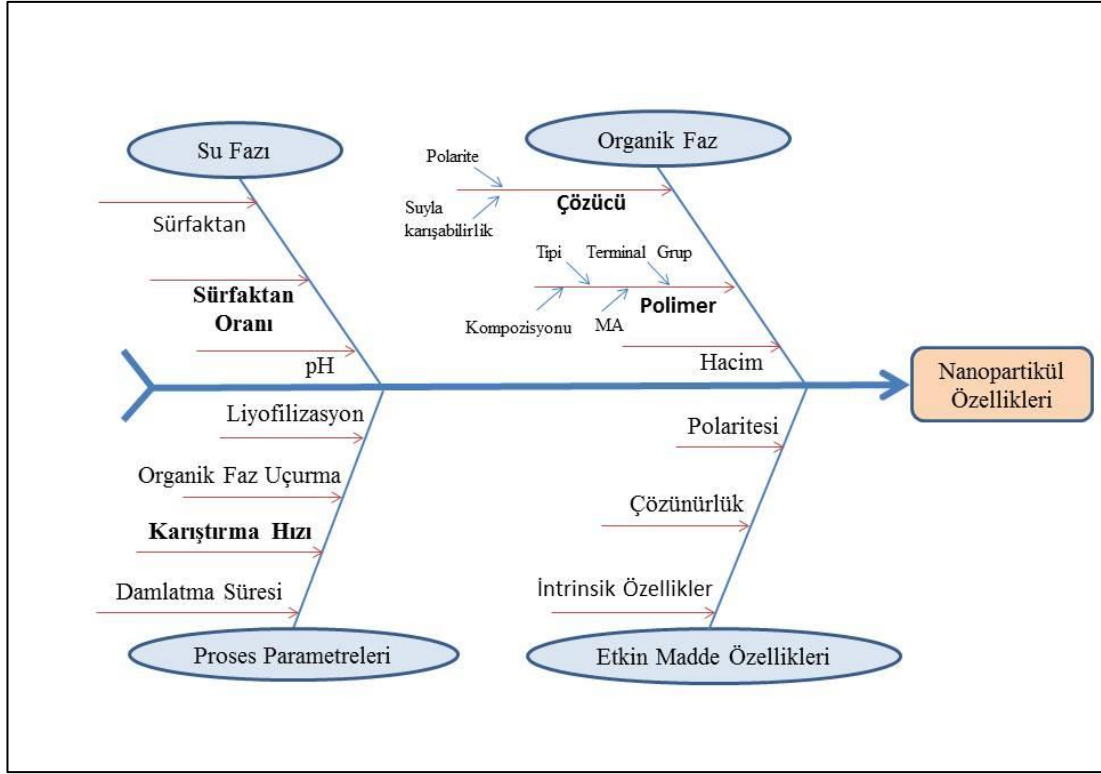 Su Fazı
Sürfaktan
Sürfaktan
Oranı
pH
Organik Faz
Polarite
Çözücü
Suyla
karışabilirlik
Tipi
Terminal Grup
Kompozisyonu
MA
Polimer
Hacim
Nanopartikül
Özellikleri
Liyofilizasyon
Organik Faz Uçurma
Karıştırma Hızı
Damlatma Süresi
Proses Parametreleri
Polaritesi
Çözünürlük
İntrinsik Özellikler
Etkin Madde Özellikleri